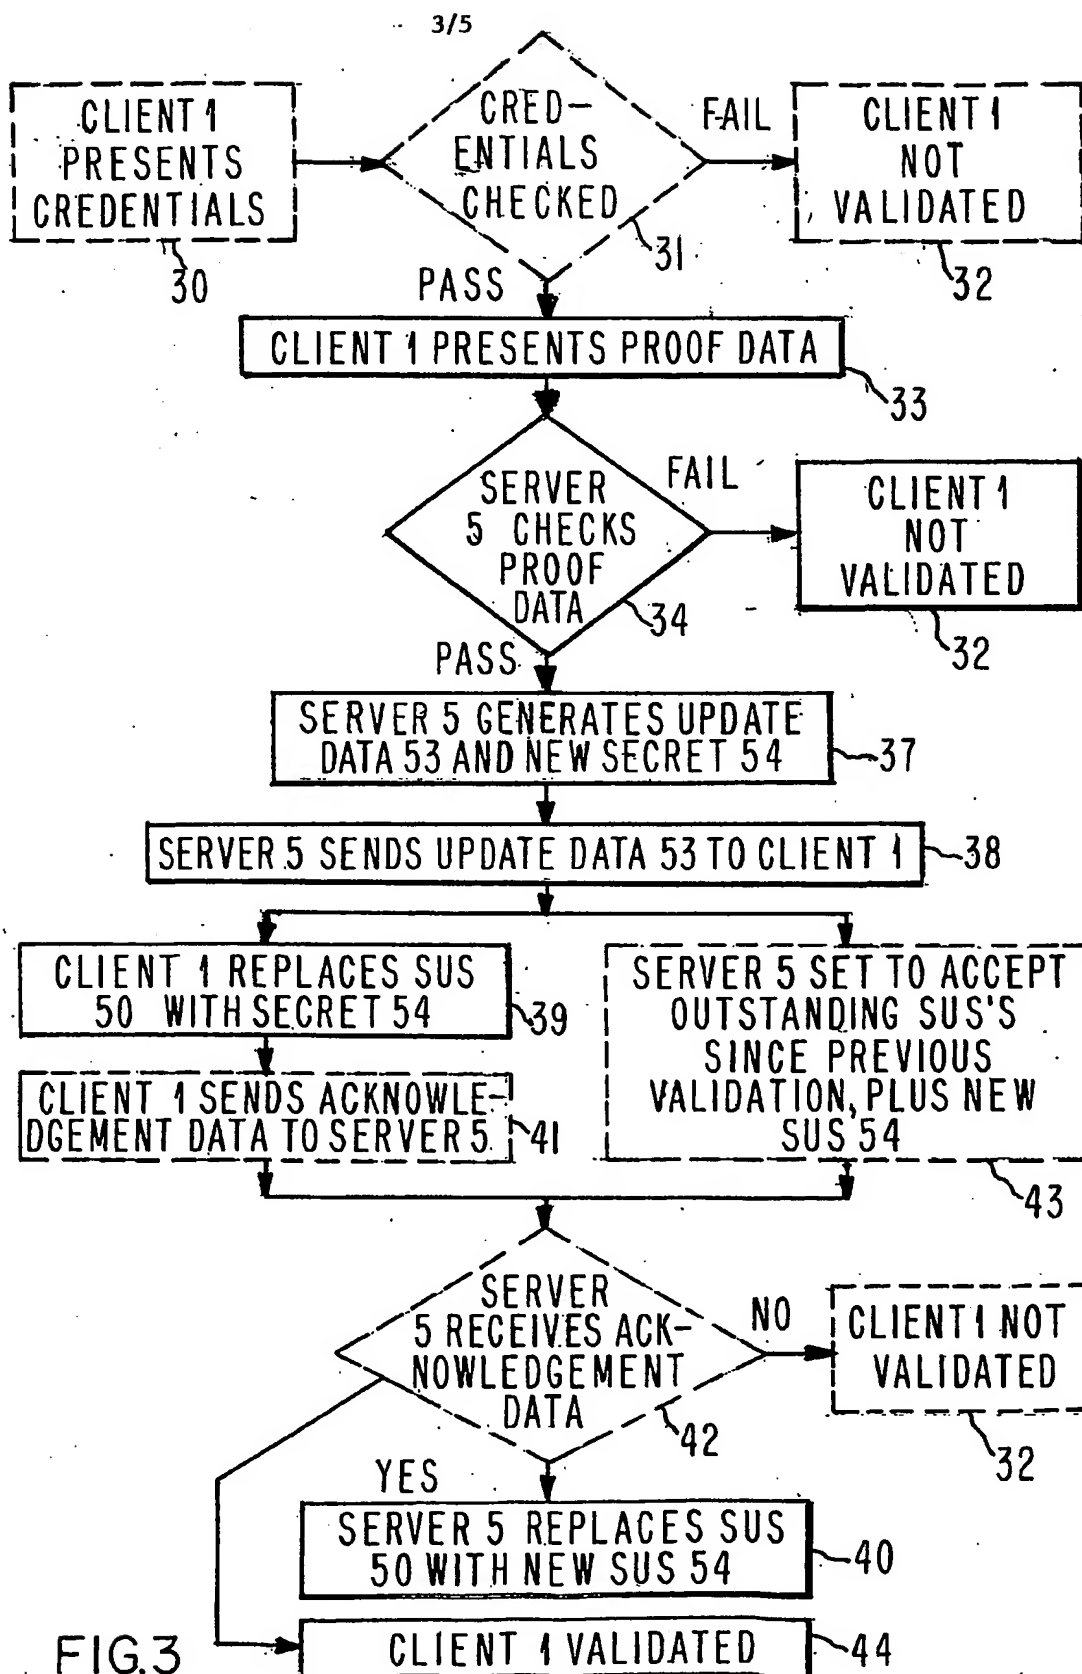 3/5
CLIENT 1
PRESENTS
CREDENTIALS
30
CRED-
ENTIALS
CHECKED
31
FAIL
CLIENT 1
NOT
VALIDATED
32
PASS
CLIENT 1 PRESENTS PROOF DATA
33
SERVER
5 CHECKS
PROOF
DATA
34
FAIL
CLIENT 1
NOT
VALIDATED
32
PASS
SERVER 5 GENERATES UPDATE
DATA 53 AND NEW SECRET 54
37
SERVER 5 SENDS UPDATE DATA 53 TO CLIENT 1
38
CLIENT 1 REPLACES SUS
50 WITH SECRET 54
39
CLIENT 1 SENDS ACKNOWLE-
DGEMENT DATA TO SERVER 5
41
SERVER 5 SET TO ACCEPT
OUTSTANDING SUS'S
SINCE PREVIOUS
VALIDATION, PLUS NEW
SUS 54
43
SERVER
5 RECEIVES ACK-
NOWLEDGEMENT
DATA
42
NO
CLIENT 1 NOT
VALIDATED
32
YES
SERVER 5 REPLACES SUS
50 WITH NEW SUS 54
40
CLIENT 1 VALIDATED
44
FIG.3